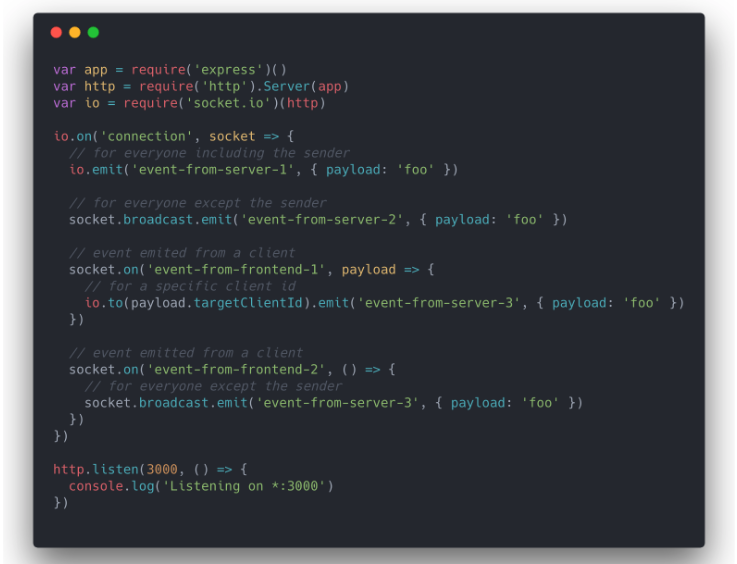 var app = require('express')()
var http = require('http').Server(app)
var io = require('socket.io')(http)

io.on('connection', socket => {
  // for everyone including the sender
  io.emit('event-from-server-1', { payload: 'foo' })

  // for everyone except the sender
  socket.broadcast.emit('event-from-server-2', { payload: 'foo' })

  // event emited from a client
  socket.on('event-from-frontend-1', payload => {
    // for a specific client id
    io.to(payload.targetClientId).emit('event-from-server-3', { payload: 'foo' })
  })

  // event emitted from a client
  socket.on('event-from-frontend-2', () => {
    // for everyone except the sender
    socket.broadcast.emit('event-from-server-3', { payload: 'foo' })
  })
})

http.listen(3000, () => {
  console.log('Listening on *:3000')
})